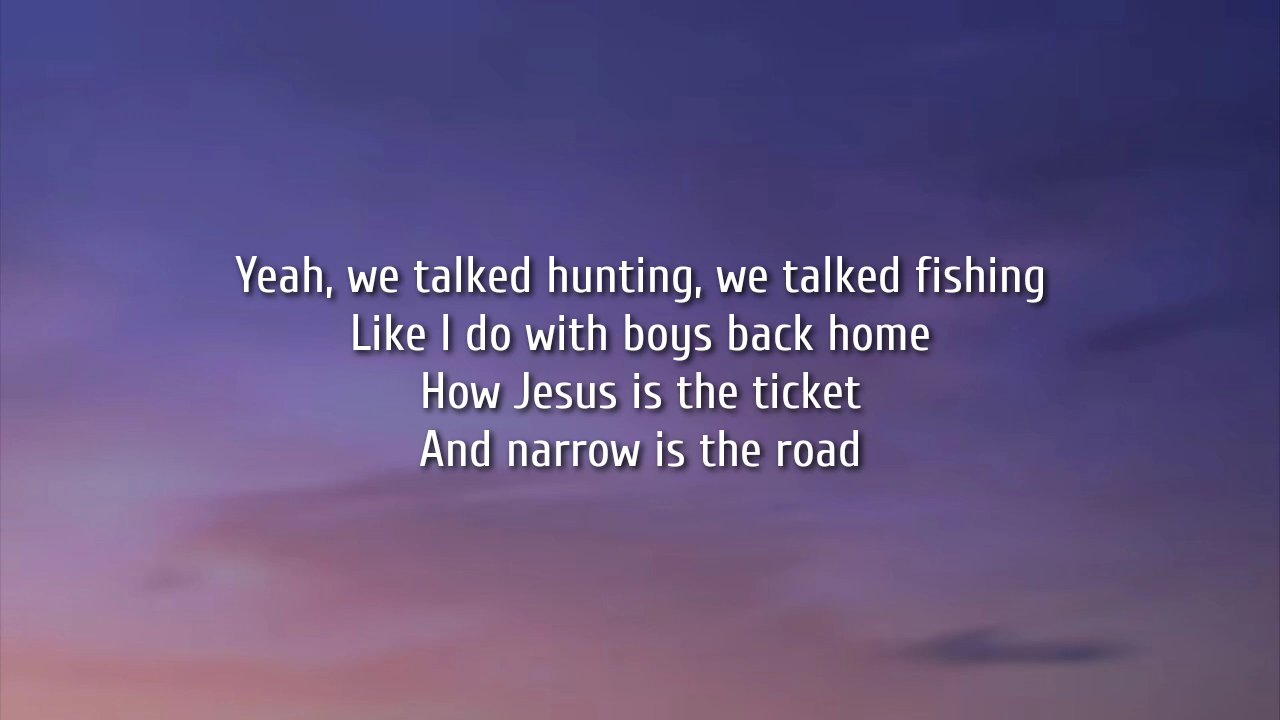 Yeah, we talked hunting, we talked fishing
Like I do with boys back home
How Jesus is the ticket
And narrow is the road